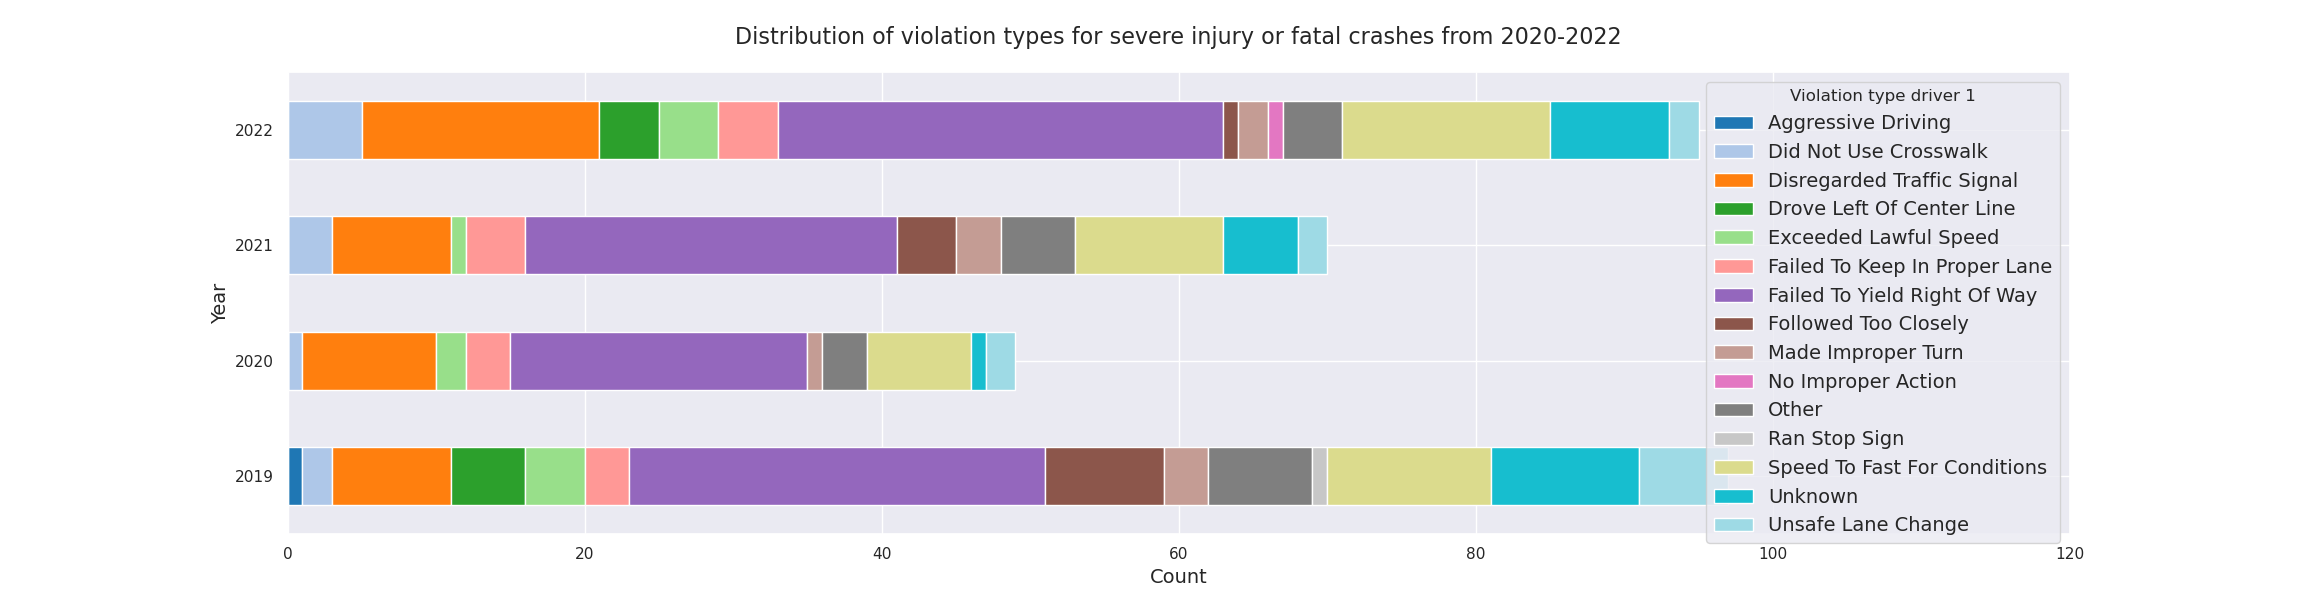 Distribution of violation types for severe injury or fatal crashes from 2020-2022
Violation type driver 1
Aggressive Driving
Did Not Use Crosswalk
Disregarded Traffic Signal
Drove Left Of Center Line
Exceeded Lawful Speed
Failed To Keep In Proper Lane
Failed To Yield Right Of Way
Followed Too Closely
Made Improper Turn
No Improper Action
Other
Ran Stop Sign
Speed To Fast For Conditions
Unknown
Unsafe Lane Change
Year
2022
2021
2020
2019
0 20 40 60 80 100 120
Count